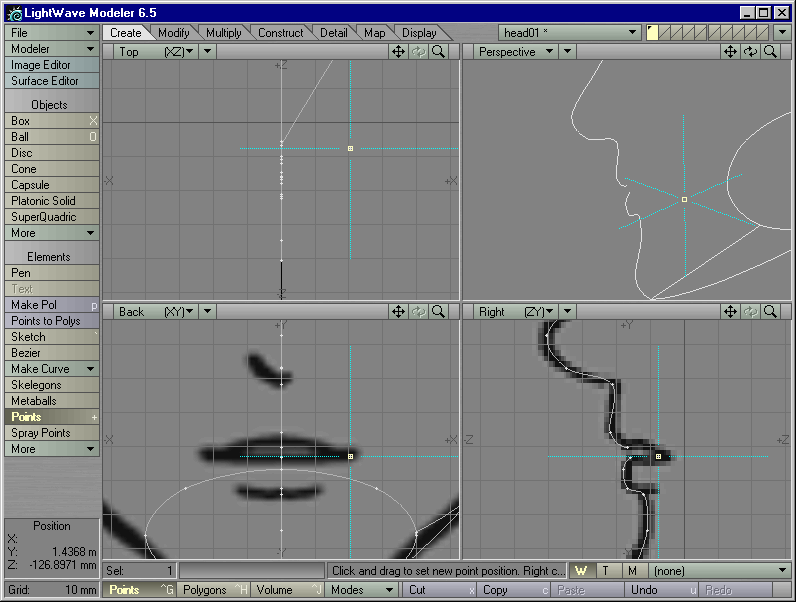 LightWave Modeler 6.5
File
Create Modify Multiply Construct Detail Map Display
head01 *
Modeler
Image Editor
Surface Editor
Objects
Box X
Ball O
Disc
Cone
Capsule
Platonic Solid
SuperQuadric
More
Elements
Pen
Text
Make Pol p
Points to Polys
Sketch `
Bezier
Make Curve
Skelegons
Metaballs
Points +
Spray Points
More
Top (XZ)
+Z
-X
+X
-Z
Perspective
Back (XY)
+Y
-X
+X
-Y
Right (ZY)
+Y
-Z
+Z
-Y
Position
X:
Y: 1.4368 m
Z: -126.8971 mm
Grid: 10 mm
Sel: 1
Click and drag to set new point position. Right c...
W T M (none)
Points ^G Polygons ^H Volume ^J Modes Cut x Copy c Paste Undo u Redo